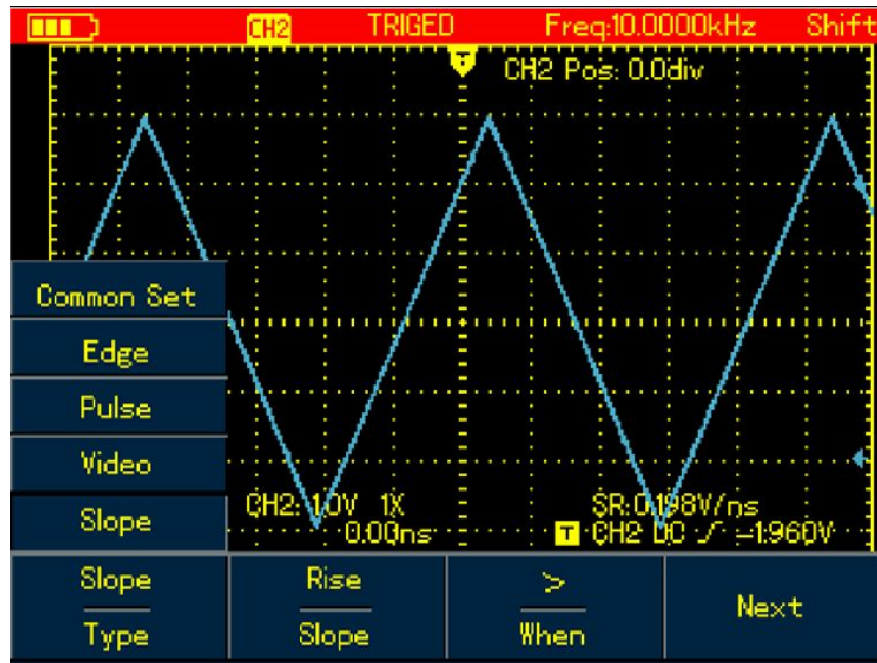 CH2 TRIGED Freq:10.0000kHz Shift
T
CH2 Pos: 0.0div
Common Set
Edge
Pulse
Video
Slope
CH2: 1.0V 1X SR:0.198V/ns
0.00ns T CH2 DC -1.960V
Slope Rise > Next
Type Slope When